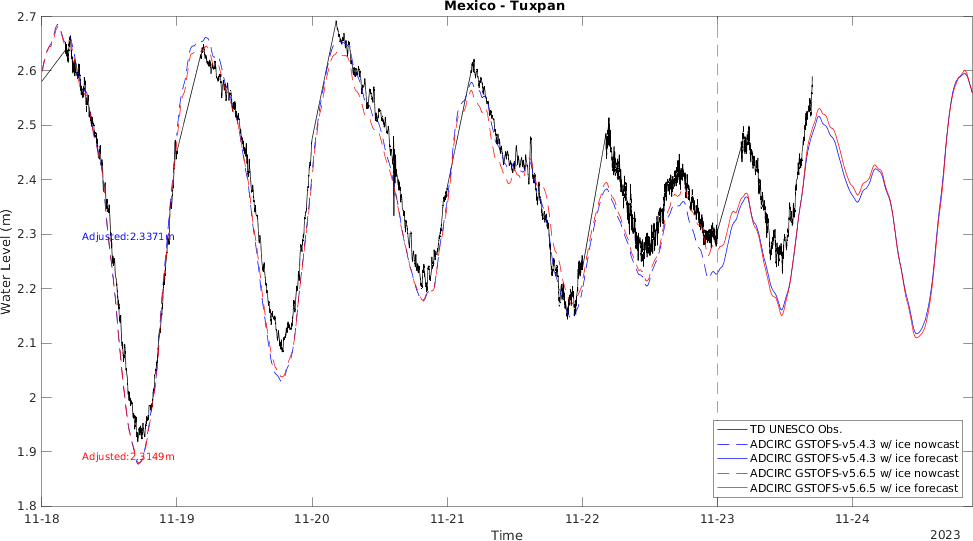 Mexico - Tuxpan
2.7
2.6
2.5
2.4
2.3
2.2
2.1
2
1.9
1.8
Water Level (m)
Adjusted:2.3371m
Adjusted:2.3149m
TD UNESCO Obs.
ADCIRC GSTOFS-v5.4.3 w/ ice nowcast
ADCIRC GSTOFS-v5.4.3 w/ ice forecast
ADCIRC GSTOFS-v5.6.5 w/ ice nowcast
ADCIRC GSTOFS-v5.6.5 w/ ice forecast
11-18 11-19 11-20 11-21 11-22 11-23 11-24
Time
2023